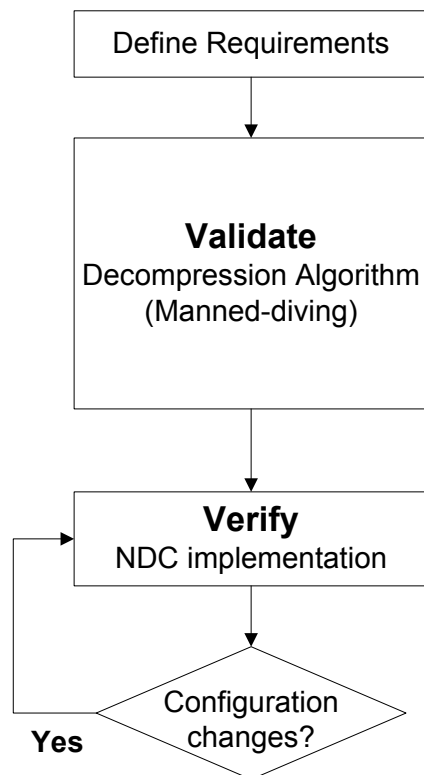 Define Requirements
Validate
Decompression Algorithm
(Manned-diving)
Verify
NDC implementation
Configuration
changes?
Yes